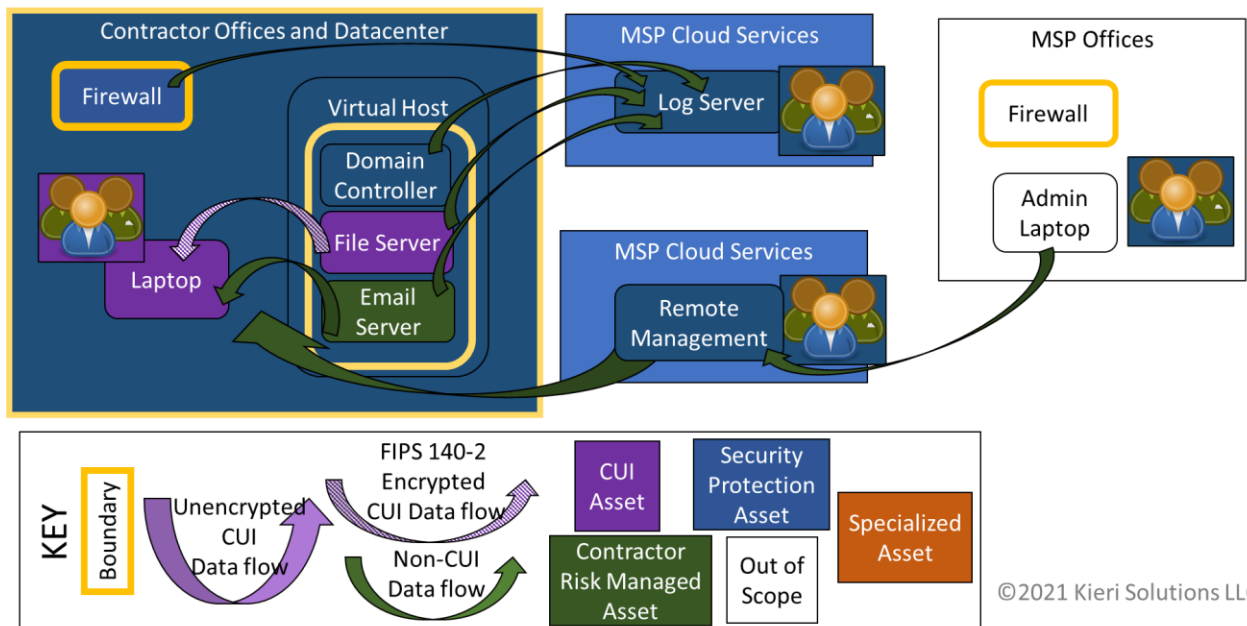 Contractor Offices and Datacenter
Firewall
Virtual Host
Domain
Controller
File Server
Email
Server
Laptop
MSP Cloud Services
Log Server
MSP Cloud Services
Remote
Management
MSP Offices
Firewall
Admin
Laptop
KEY
Boundary
Unencrypted
CUI
Data flow
FIPS 140-2
Encrypted
CUI Data flow
Non-CUI
Data flow
CUI
Asset
Security
Protection
Asset
Contractor
Risk Managed
Asset
Out of
Scope
Specialized
Asset
©2021 Kieri Solutions LL